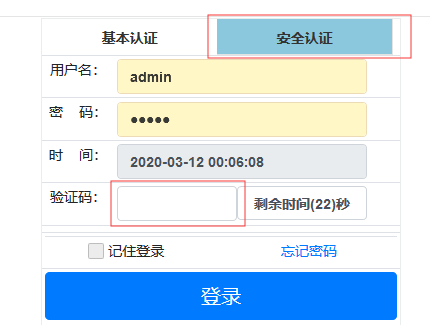 基本认证 安全认证
用户名： admin
密 码： ●●●●●
时 间： 2020-03-12 00:06:08
验证码： 剩余时间(22)秒
记住登录 忘记密码
登录